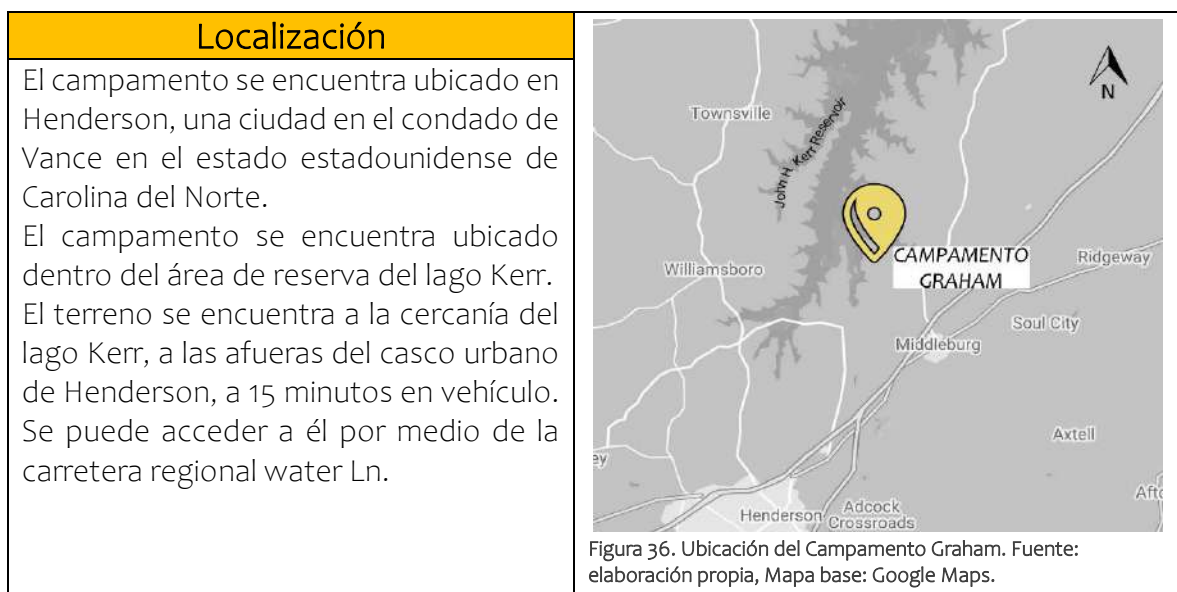 Localización
El campamento se encuentra ubicado en
Henderson, una ciudad en el condado de
Vance en el estado estadounidense de
Carolina del Norte.
El campamento se encuentra ubicado
dentro del área de reserva del lago Kerr.
El terreno se encuentra a la cercanía del
lago Kerr, a las afueras del casco urbano
de Henderson, a 15 minutos en vehículo.
Se puede acceder a él por medio de la
carretera regional water Ln.
N
Townsville
John H. Kerr Reservoir
Williamsboro
CAMPAMENTO
GRAHAM
Ridgeway
Soul City
Middleburg
Axtell
ey
Afto
Henderson
Adcock
Crossroads
Figura 36. Ubicación del Campamento Graham. Fuente:
elaboración propia, Mapa base: Google Maps.